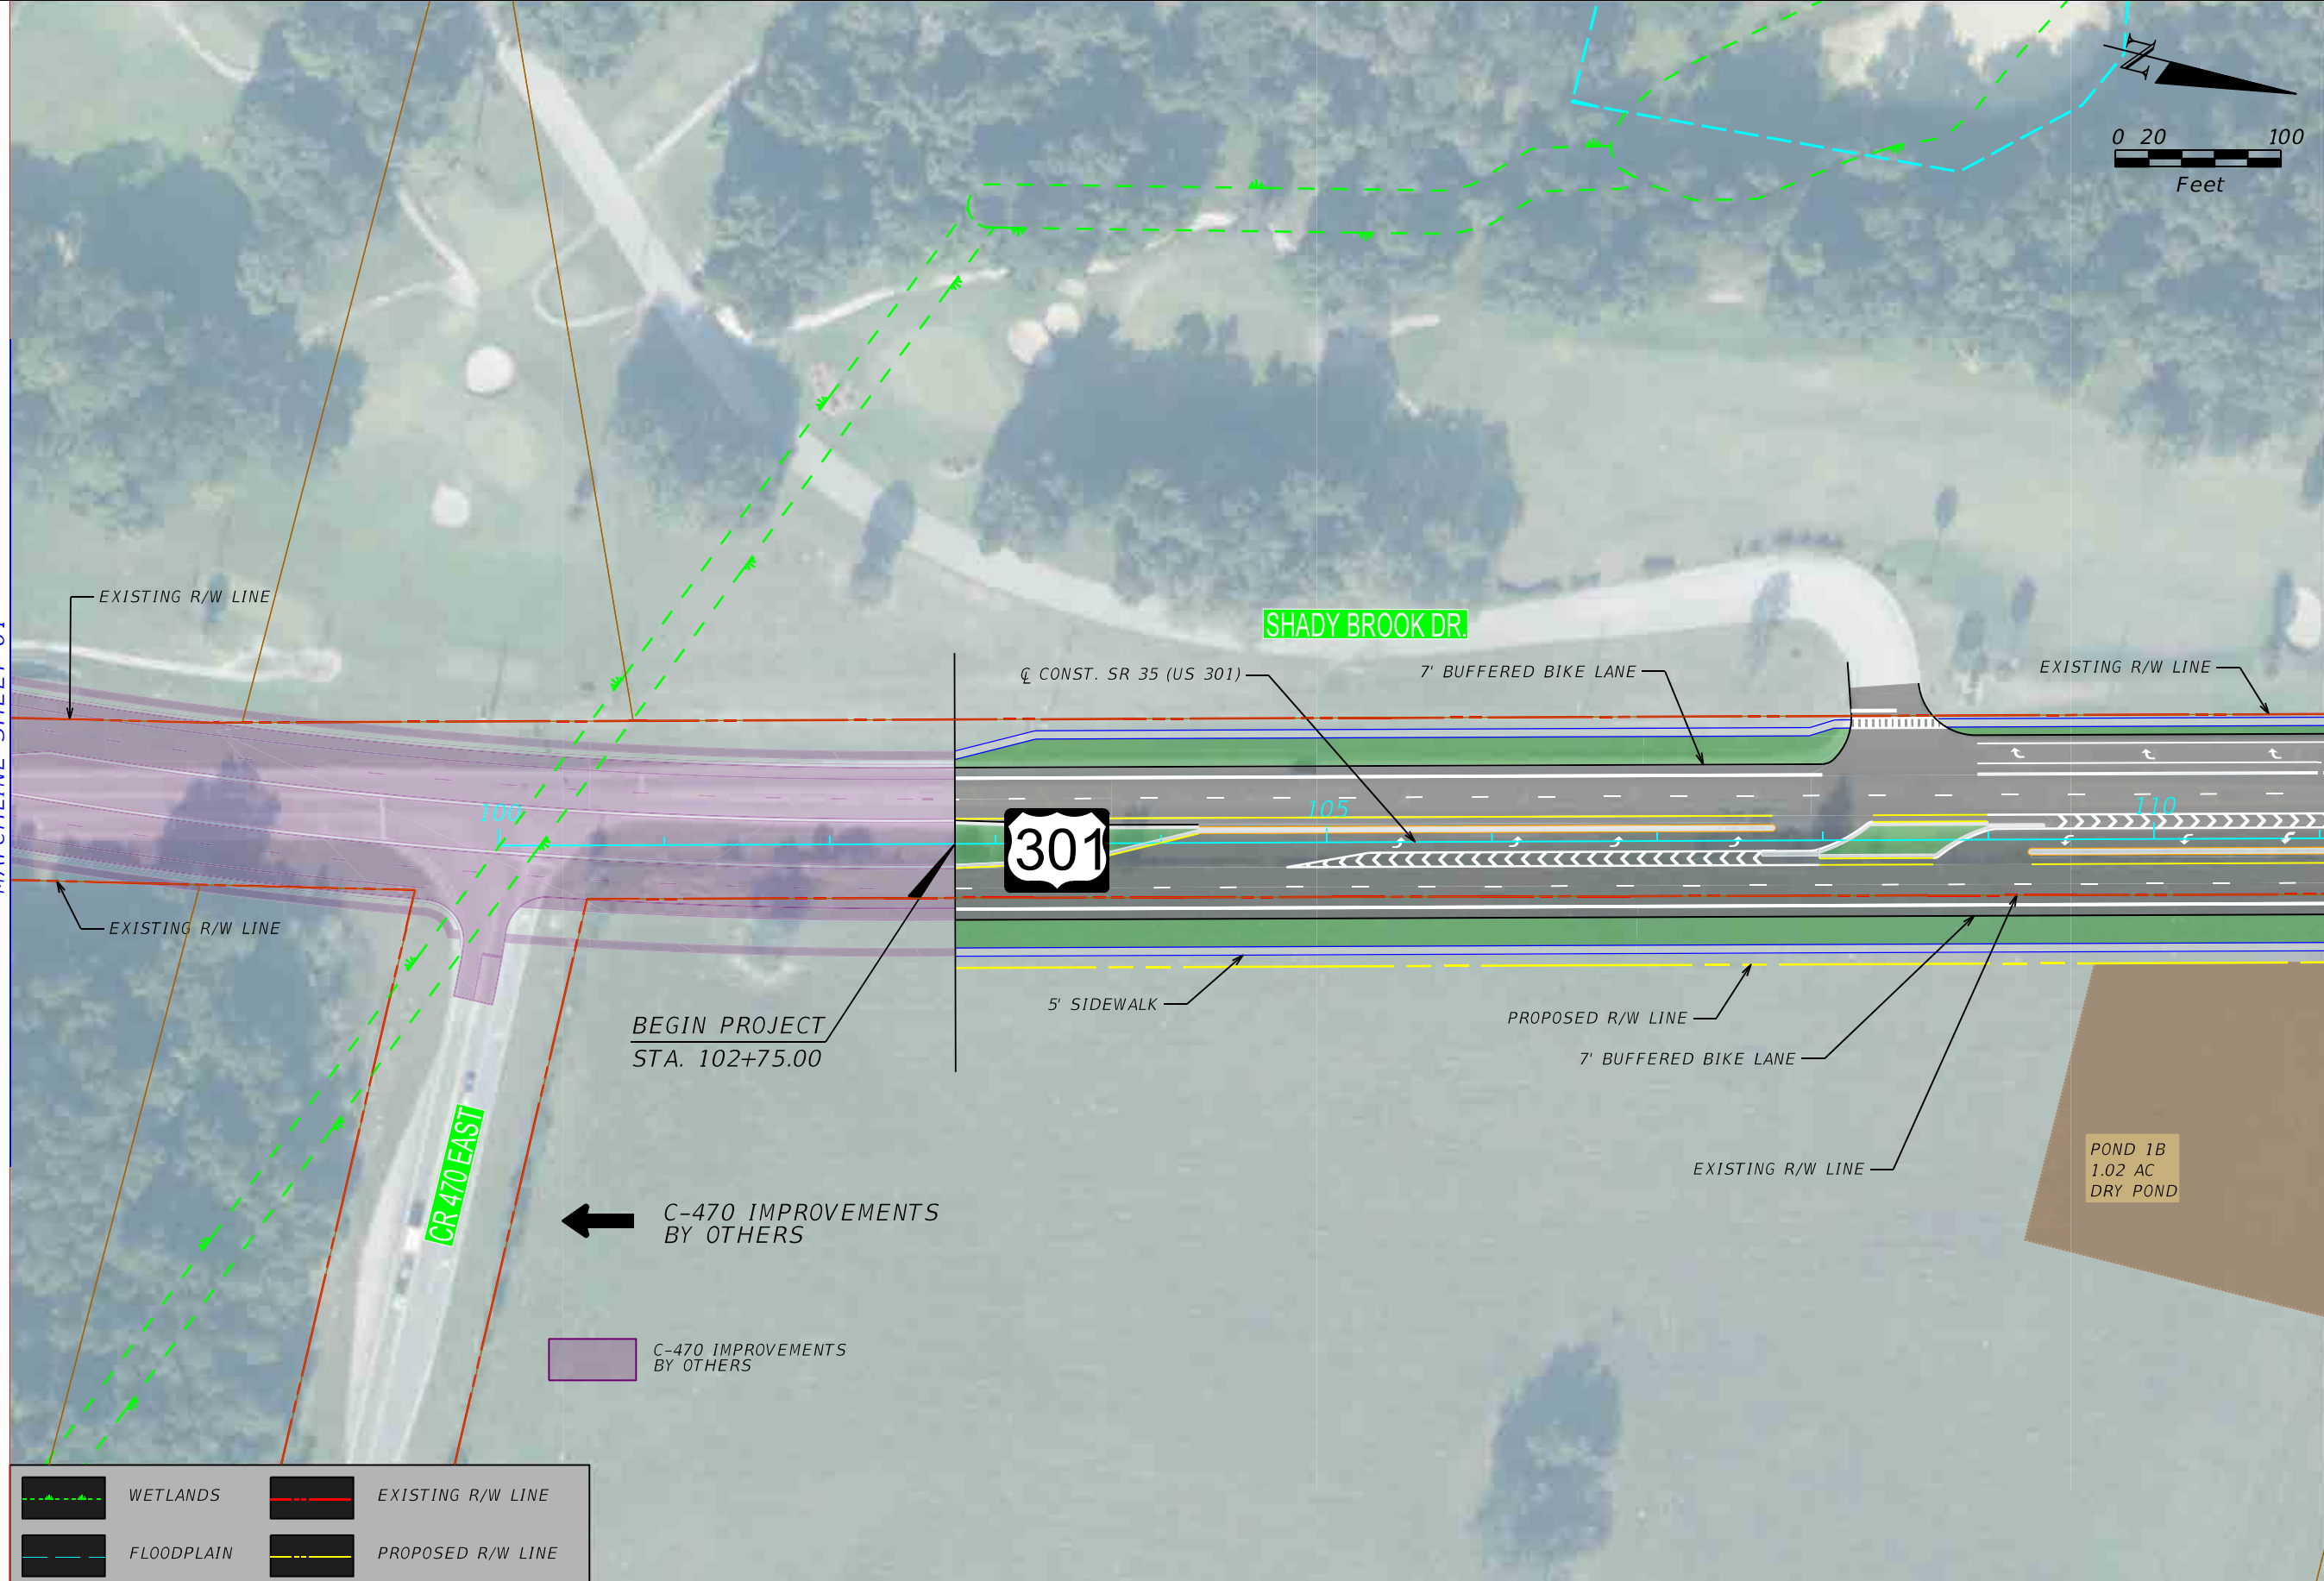 N
0 20 100
Feet
EXISTING R/W LINE
SHADY BROOK DR.
℄ CONST. SR 35 (US 301)
7' BUFFERED BIKE LANE
EXISTING R/W LINE
100
105
110
301
EXISTING R/W LINE
5' SIDEWALK
PROPOSED R/W LINE
BEGIN PROJECT
STA. 102+75.00
7' BUFFERED BIKE LANE
EXISTING R/W LINE
CR 470 EAST
POND 1B
1.02 AC
DRY POND
C-470 IMPROVEMENTS
BY OTHERS
C-470 IMPROVEMENTS
BY OTHERS
WETLANDS
EXISTING R/W LINE
FLOODPLAIN
PROPOSED R/W LINE